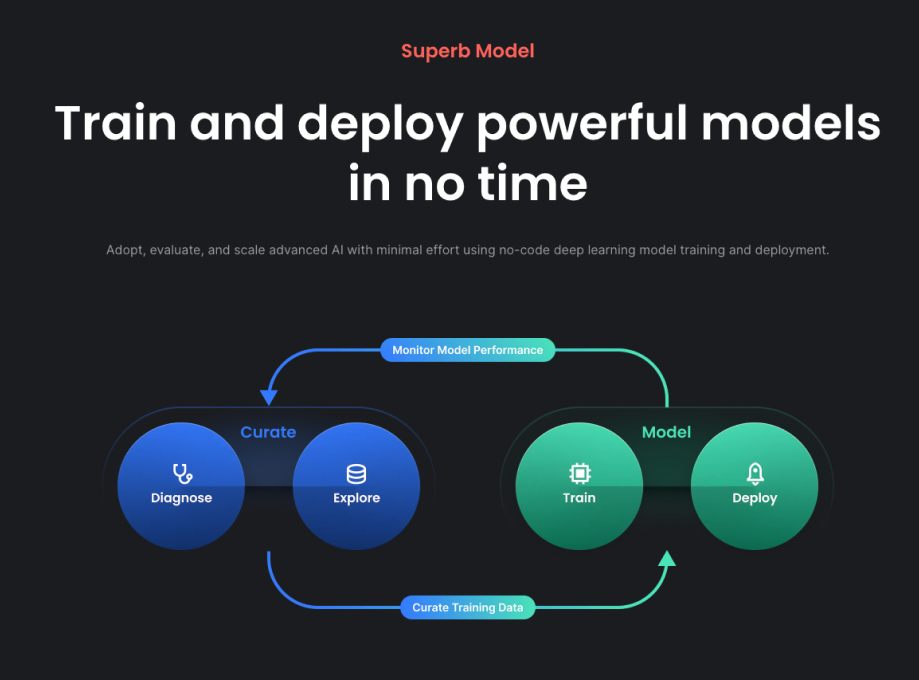 Superb Model
Train and deploy powerful models
in no time
Adopt, evaluate, and scale advanced AI with minimal effort using no-code deep learning model training and deployment.
Monitor Model Performance
Curate
Diagnose
Explore
Model
Train
Deploy
Curate Training Data